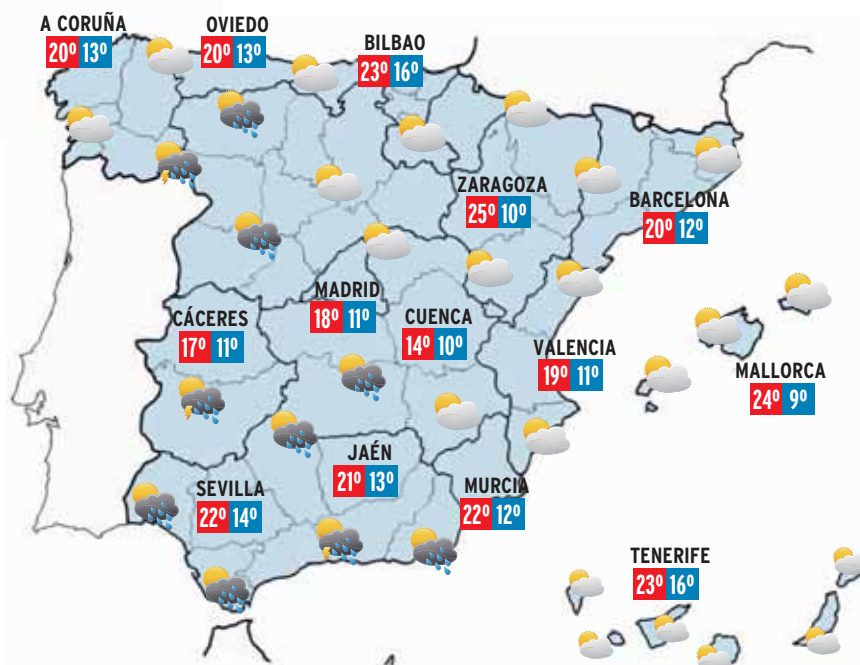 A CORUÑA
20º 13º
OVIEDO
20º 13º
BILBAO
23º 16º
ZARAGOZA
25º 10º
BARCELONA
20º 12º
MADRID
18º 11º
CÁCERES
17º 11º
CUENCA
14º 10º
VALENCIA
19º 11º
MALLORCA
24º 9º
JAÉN
21º 13º
SEVILLA
22º 14º
MURCIA
22º 12º
TENERIFE
23º 16º